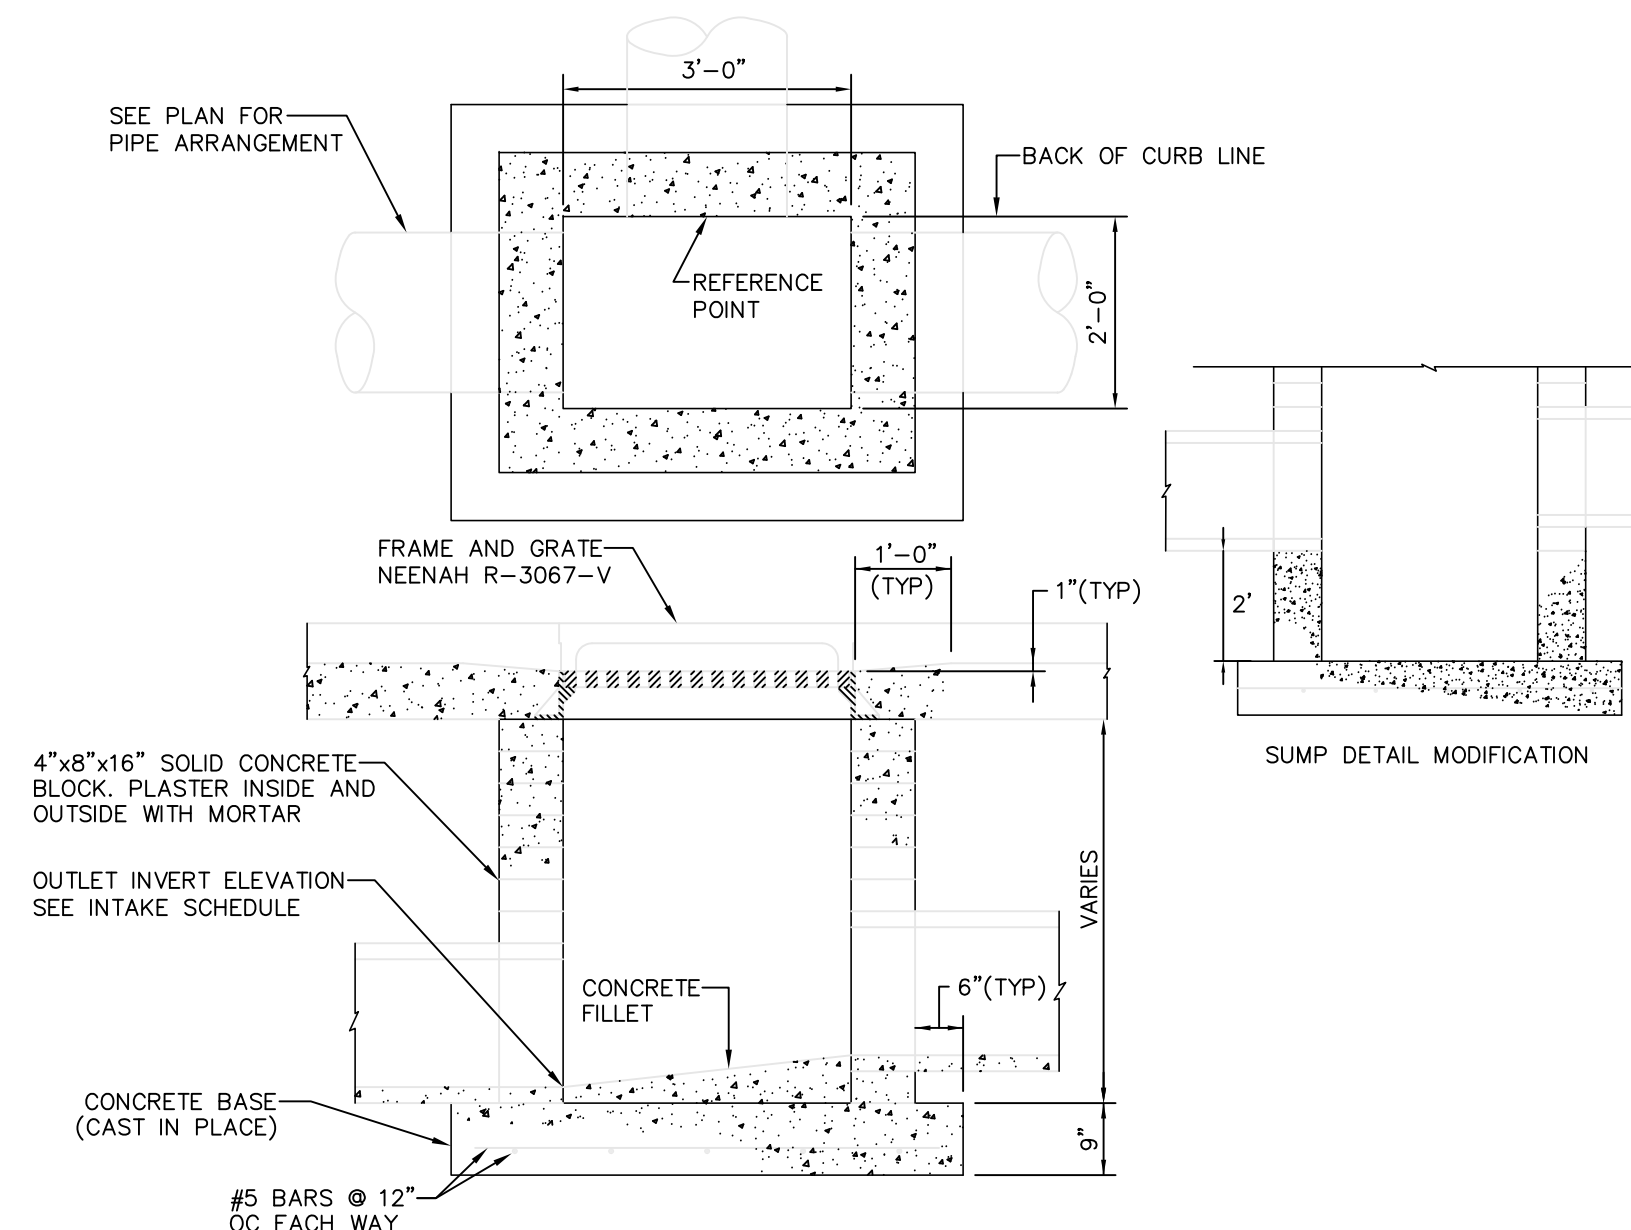 3'-0"
SEE PLAN FOR
PIPE ARRANGEMENT
BACK OF CURB LINE
REFERENCE
POINT
2'-0"
FRAME AND GRATE
NEENAH R-3067-V
1'-0"
(TYP)
1"(TYP)
2'
SUMP DETAIL MODIFICATION
4"x8"x16" SOLID CONCRETE
BLOCK. PLASTER INSIDE AND
OUTSIDE WITH MORTAR
OUTLET INVERT ELEVATION
SEE INTAKE SCHEDULE
VARIES
CONCRETE
FILLET
6"(TYP)
CONCRETE BASE
(CAST IN PLACE)
9"
#5 BARS @ 12"
OC EACH WAY